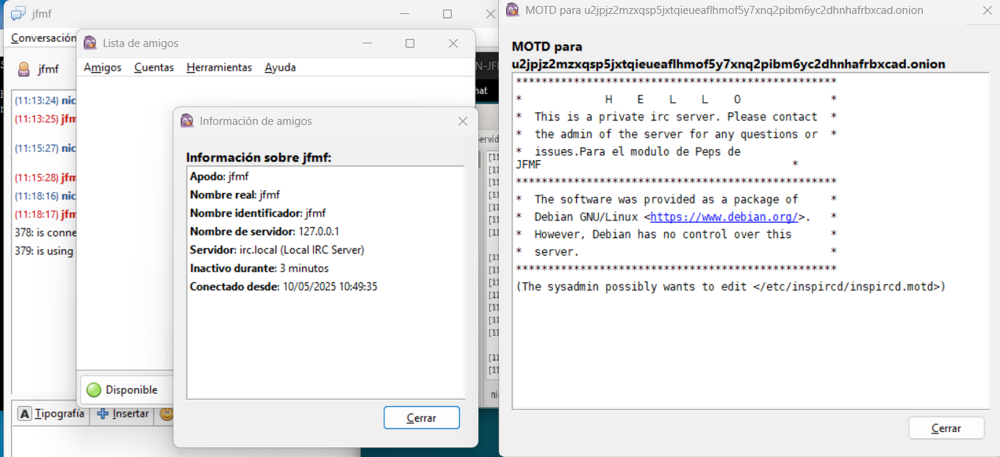 jfmf
Conversación
jfmf
(11:13:24) nic
(11:13:25) jfm
(11:15:27) nic
(11:15:28) jfm
(11:18:16) nic
(11:18:17) jfm
378: is conne
379: is using
Tipografía
Insertar
Lista de amigos
Amigos Cuentas Herramientas Ayuda
Disponible
Información de amigos
Información sobre jfmf:
Apodo: jfmf
Nombre real: jfmf
Nombre identificador: jfmf
Nombre de servidor: 127.0.0.1
Servidor: irc.local (Local IRC Server)
Inactivo durante: 3 minutos
Conectado desde: 10/05/2025 10:49:35
Cerrar
MOTD para u2jpjz2mzxqsp5jxtqieueaflhmof5y7xnq2pibm6yc2dhnhafrbxcad.onion
MOTD para
u2jpjz2mzxqsp5jxtqieueaflhmof5y7xnq2pibm6yc2dhnhafrbxcad.onion
**************************************************
* H E L L O *
* This is a private irc server. Please contact *
* the admin of the server for any questions or *
* issues.Para el modulo de Peps de
JFMF *
**************************************************
* The software was provided as a package of *
* Debian GNU/Linux <https://www.debian.org/>. *
* However, Debian has no control over this *
* server. *
**************************************************
(The sysadmin possibly wants to edit </etc/inspircd/inspircd.motd>)
Cerrar